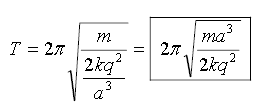 T = 2π√(m / (2kq² / a³)) = 2π√(ma³ / 2kq²)